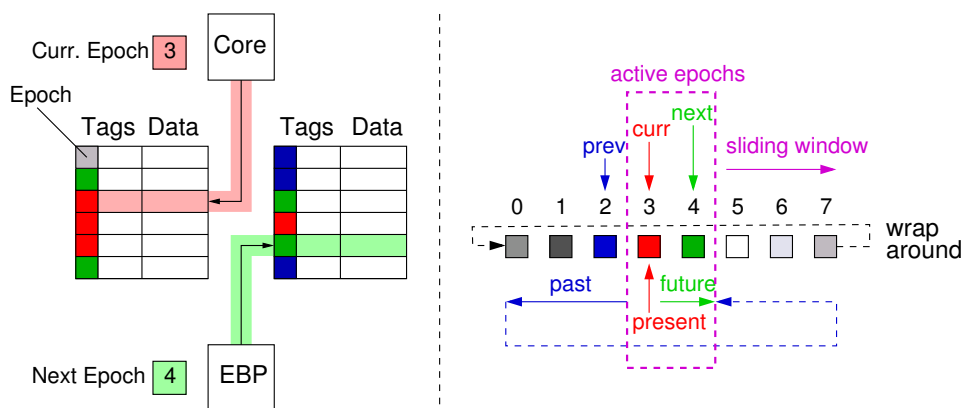 Curr. Epoch 3
Core
Epoch
Tags Data
Tags Data
Next Epoch 4
EBP
active epochs
next
curr
prev
sliding window
0 1 2 3 4 5 6 7
wrap
around
past
future
present